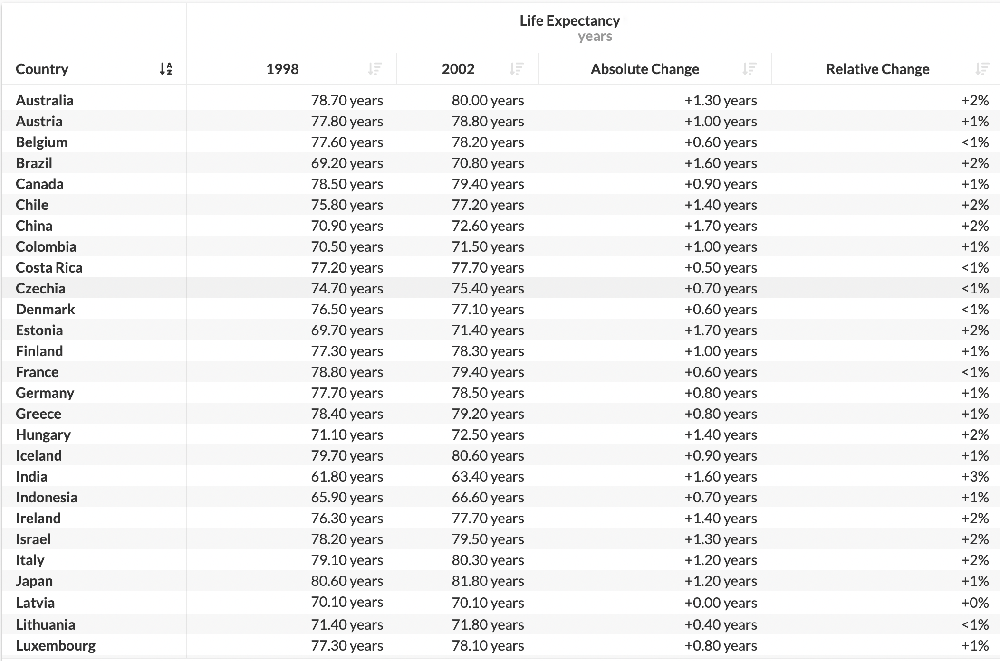 Life Expectancy
years
Country 1998 2002 Absolute Change Relative Change
Australia 78.70 years 80.00 years +1.30 years +2%
Austria 77.80 years 78.80 years +1.00 years +1%
Belgium 77.60 years 78.20 years +0.60 years <1%
Brazil 69.20 years 70.80 years +1.60 years +2%
Canada 78.50 years 79.40 years +0.90 years +1%
Chile 75.80 years 77.20 years +1.40 years +2%
China 70.90 years 72.60 years +1.70 years +2%
Colombia 70.50 years 71.50 years +1.00 years +1%
Costa Rica 77.20 years 77.70 years +0.50 years <1%
Czechia 74.70 years 75.40 years +0.70 years <1%
Denmark 76.50 years 77.10 years +0.60 years <1%
Estonia 69.70 years 71.40 years +1.70 years +2%
Finland 77.30 years 78.30 years +1.00 years +1%
France 78.80 years 79.40 years +0.60 years <1%
Germany 77.70 years 78.50 years +0.80 years +1%
Greece 78.40 years 79.20 years +0.80 years +1%
Hungary 71.10 years 72.50 years +1.40 years +2%
Iceland 79.70 years 80.60 years +0.90 years +1%
India 61.80 years 63.40 years +1.60 years +3%
Indonesia 65.90 years 66.60 years +0.70 years +1%
Ireland 76.30 years 77.70 years +1.40 years +2%
Israel 78.20 years 79.50 years +1.30 years +2%
Italy 79.10 years 80.30 years +1.20 years +2%
Japan 80.60 years 81.80 years +1.20 years +1%
Latvia 70.10 years 70.10 years +0.00 years +0%
Lithuania 71.40 years 71.80 years +0.40 years <1%
Luxembourg 77.30 years 78.10 years +0.80 years +1%